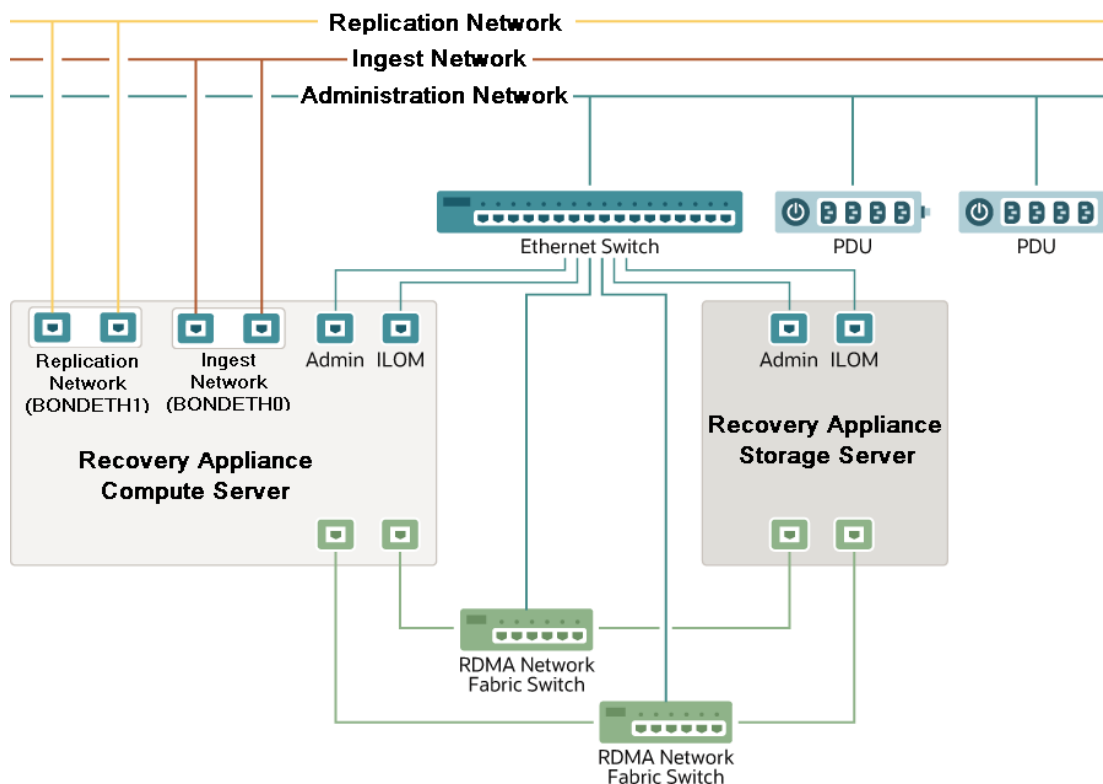 Replication Network
Ingest Network
Administration Network
Ethernet Switch
PDU
PDU
Replication
Network
(BONDETH1)
Ingest
Network
(BONDETH0)
Admin
ILOM
Admin
ILOM
Recovery Appliance
Compute Server
Recovery Appliance
Storage Server
RDMA Network
Fabric Switch
RDMA Network
Fabric Switch